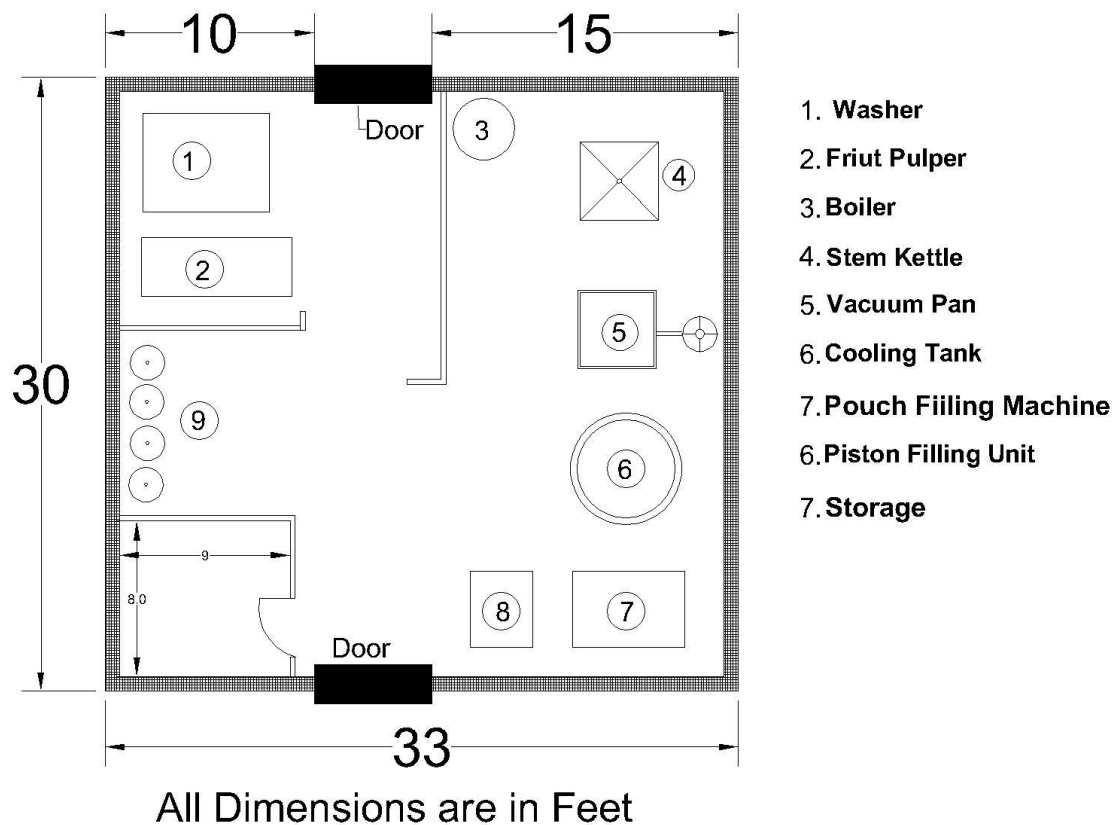 10
15
Door
1
2
3
4
5
6
7
8
9
30
9
8.0
Door
33
All Dimensions are in Feet
1. Washer
2. Friut Pulper
3. Boiler
4. Stem Kettle
5. Vacuum Pan
6. Cooling Tank
7. Pouch Fiiling Machine
6. Piston Filling Unit
7. Storage